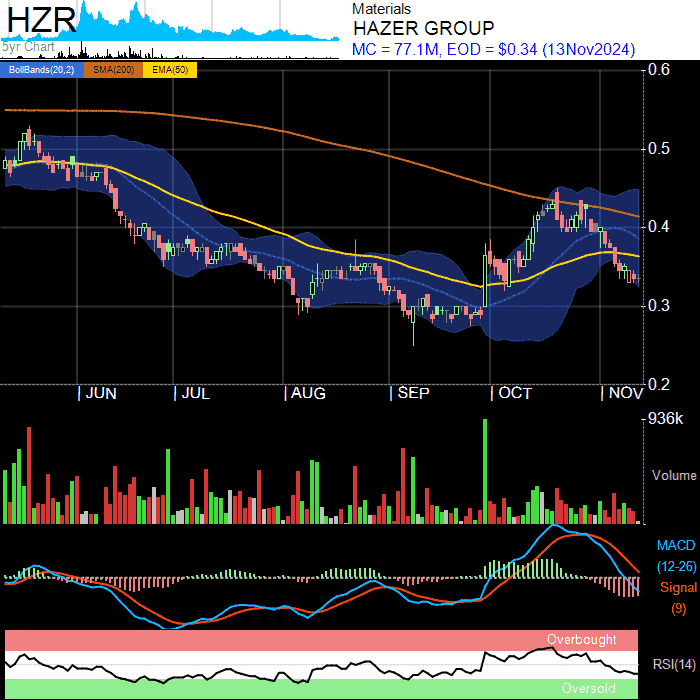 HZR
5yr Chart
Materials
HAZER GROUP
MC = 77.1M, EOD = $0.34 (13Nov2024)
BollBands(20,2) SMA(200) EMA(50)
0.6
0.5
0.4
0.3
0.2
JUN JUL AUG SEP OCT NOV
936k
Volume
MACD
(12-26)
Signal
(9)
Overbought
RSI(14)
Oversold